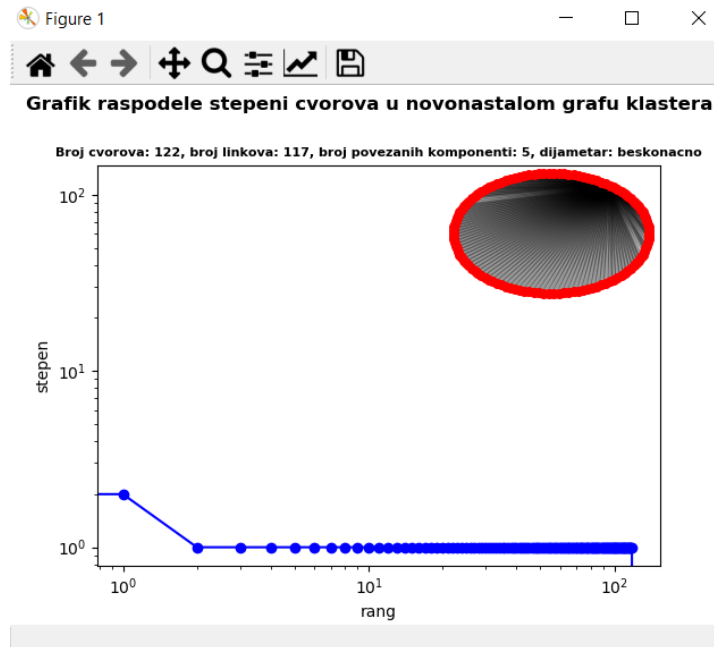 Figure 1
Grafik raspodele stepeni cvorova u novonastalom grafu klastera
Broj cvorova: 122, broj linkova: 117, broj povezanih komponenti: 5, dijametar: beskonacno
10²
10¹
10⁰
stepen
10⁰
10¹
10²
rang